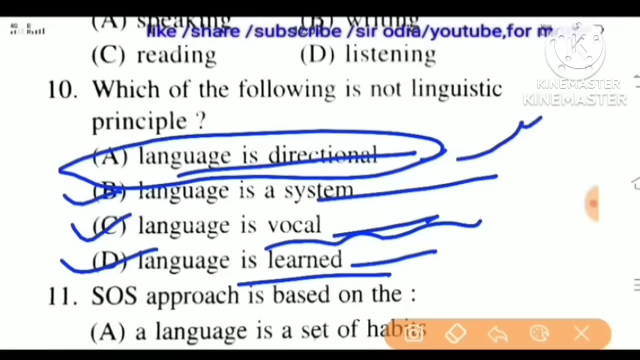 (A) speaking (B) writing
like /share / subscribe /sir odia/youtube,for m
(C) reading (D) listening
KINEMASTER
KINEMASTER
10. Which of the following is not linguistic
principle ?
(A) language is directional
(B) language is a system
(C) language is vocal
(D) language is learned
11. SOS approach is based on the :
(A) a language is a set of habits